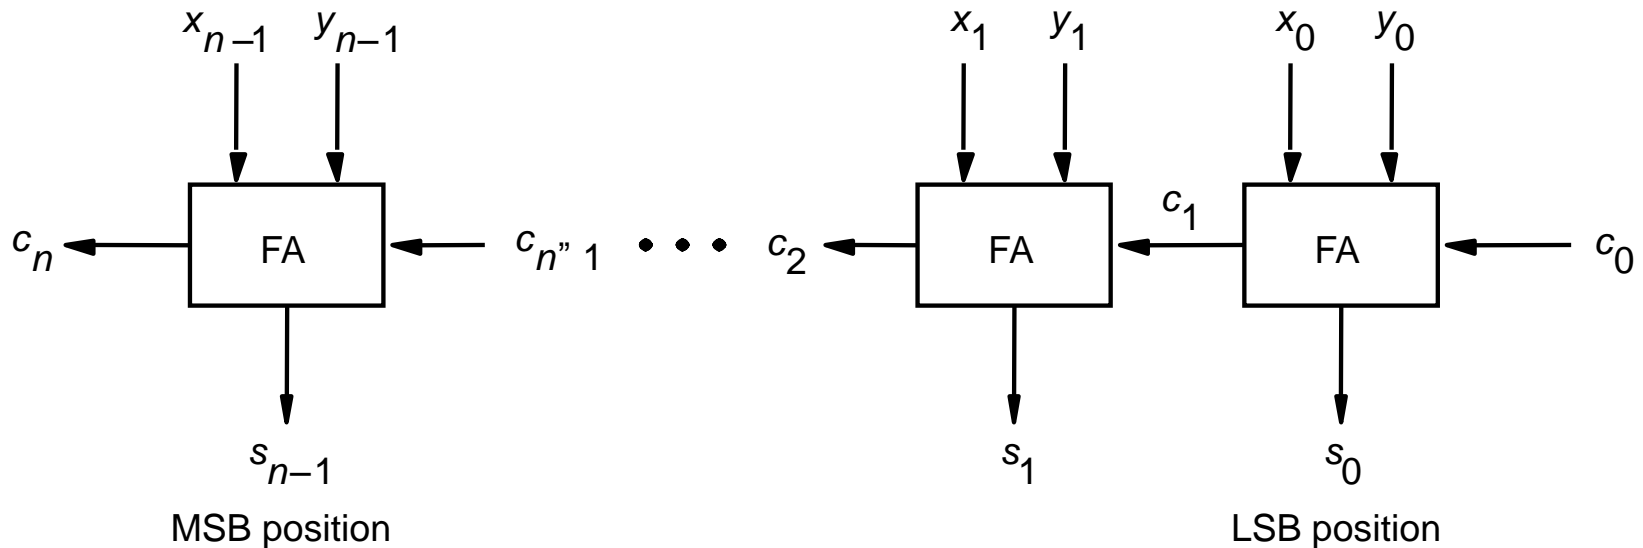 x_{n–1} y_{n–1} x_1 y_1 x_0 y_0
c_n FA c_{n” 1} • • • c_2 FA c_1 FA c_0
s_{n–1} s_1 s_0
MSB position LSB position